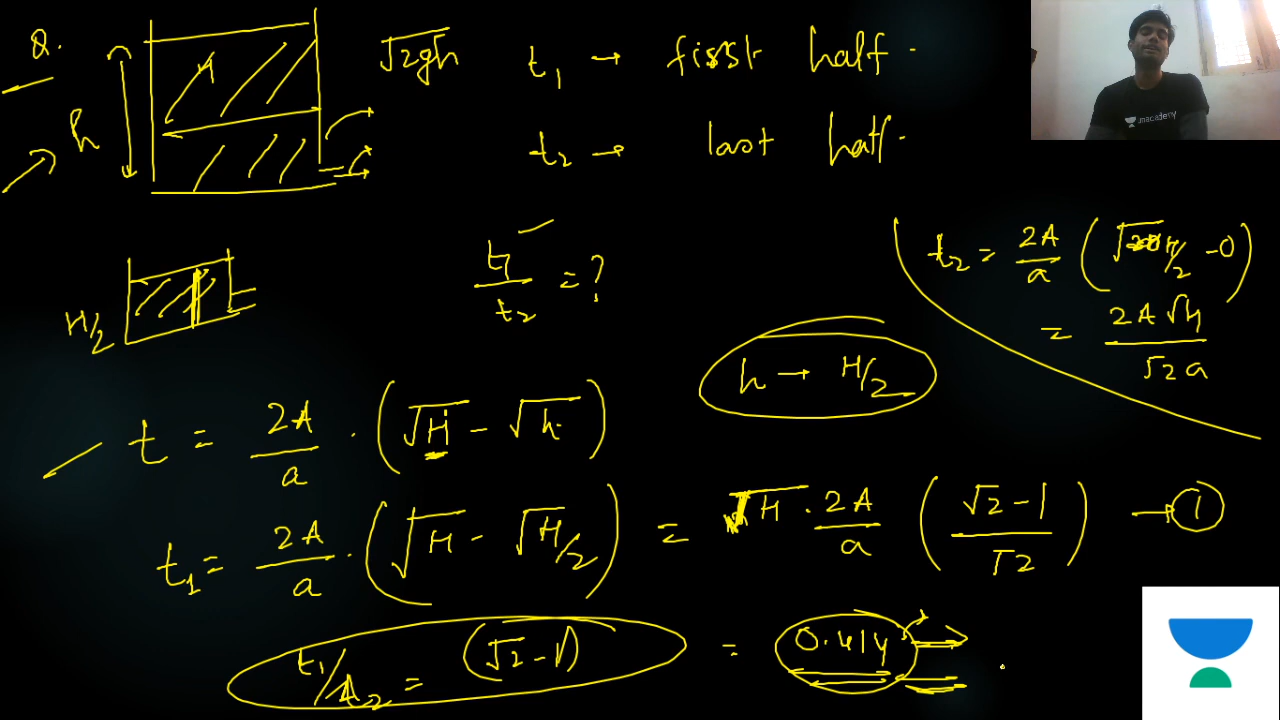 Q.
h
√2gh
t₁ → first half.
t₂ → last half.
macademy
t₁/t₂ = ?
H/2
h → H/2
t₂ = 2A/a (√H/2 - 0)
= 2A√H/√2 a
t = 2A/a . (√H - √h)
t₁ = 2A/a . (√H - √H/2) = √H . 2A/a (√2-1/√2) → ①
t₁/t₂ = (√2-1) = 0.414